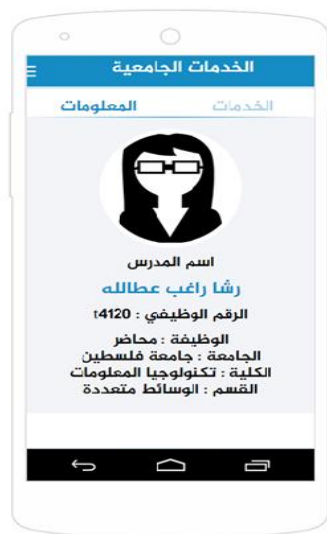 الخدمات الجامعية
الخدمات
المعلومات
اسم المدرس
رشا راغب عطالله
الرقم الوظيفي : t4120
الوظيفة : محاضر
الجامعة : جامعة فلسطين
الكلية : تكنولوجيا المعلومات
القسم : الوسائط متعددة